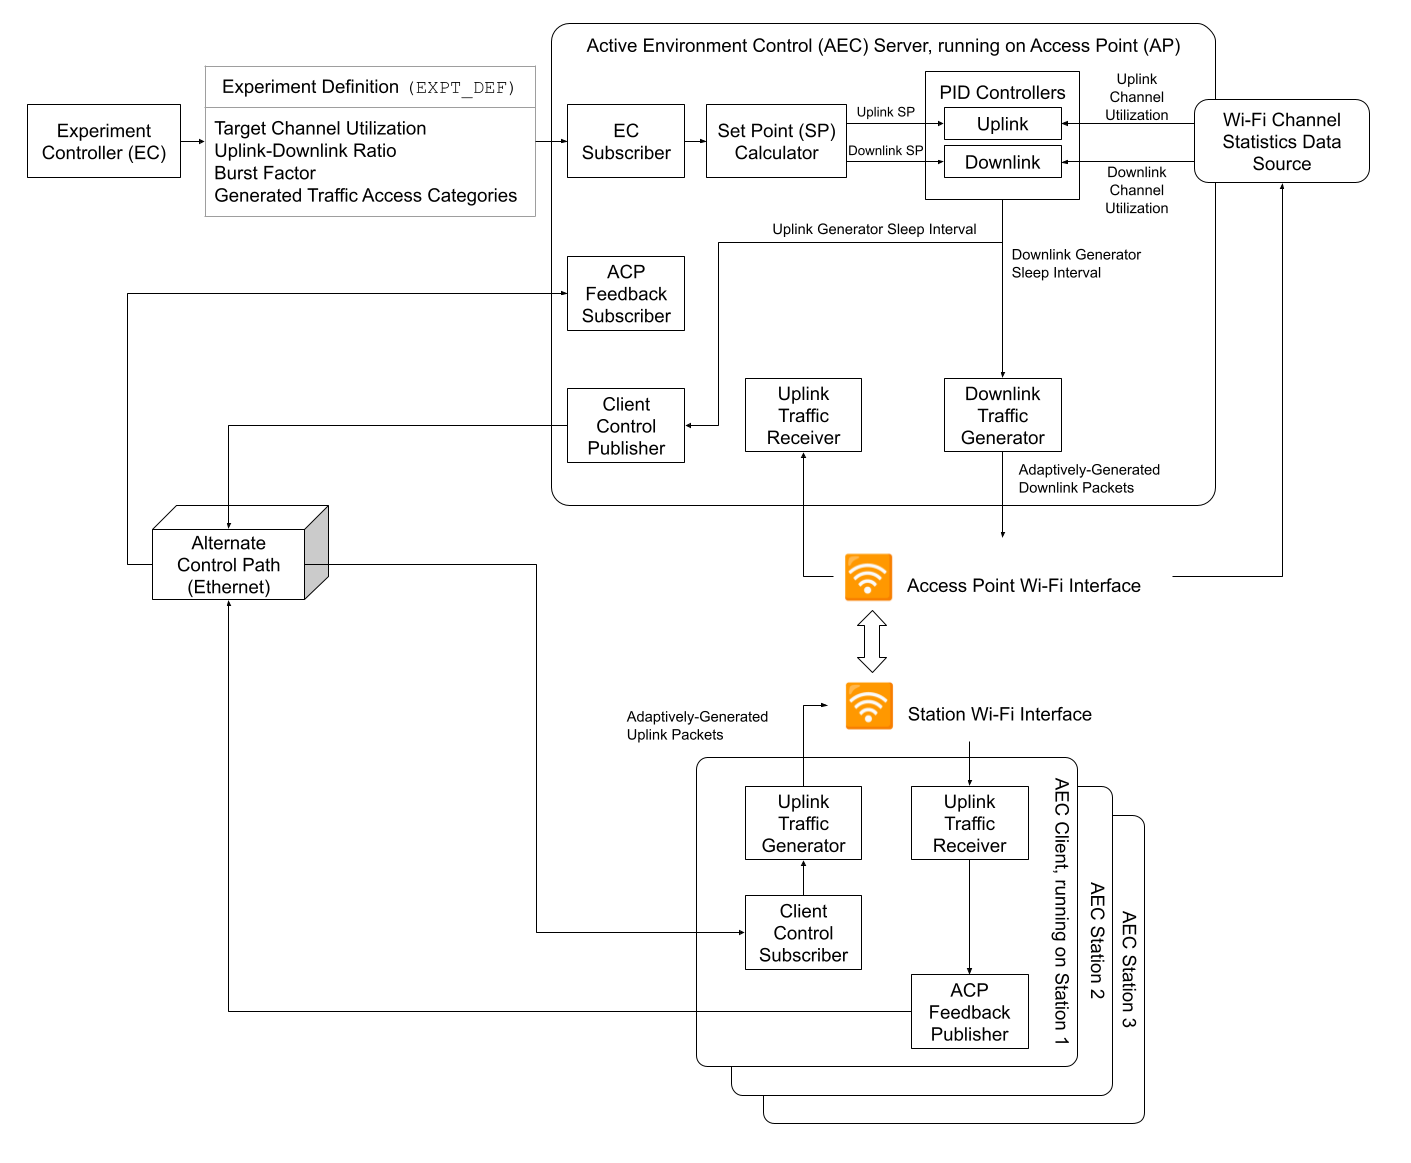 Active Environment Control (AEC) Server, running on Access Point (AP)
Experiment
Controller (EC)
Experiment Definition (EXPT_DEF)
Target Channel Utilization
Uplink-Downlink Ratio
Burst Factor
Generated Traffic Access Categories
EC
Subscriber
Set Point (SP)
Calculator
Uplink SP
Downlink SP
PID Controllers
Uplink
Downlink
Uplink
Channel
Utilization
Downlink
Channel
Utilization
Wi-Fi Channel
Statistics Data
Source
Uplink Generator Sleep Interval
Downlink Generator
Sleep Interval
ACP
Feedback
Subscriber
Client
Control
Publisher
Uplink
Traffic
Receiver
Downlink
Traffic
Generator
Adaptively-Generated
Downlink Packets
Alternate
Control Path
(Ethernet)
Access Point Wi-Fi Interface
Station Wi-Fi Interface
Adaptively-Generated
Uplink Packets
Uplink
Traffic
Generator
Uplink
Traffic
Receiver
Client
Control
Subscriber
ACP
Feedback
Publisher
AEC Client, running on Station 1
AEC Station 2
AEC Station 3